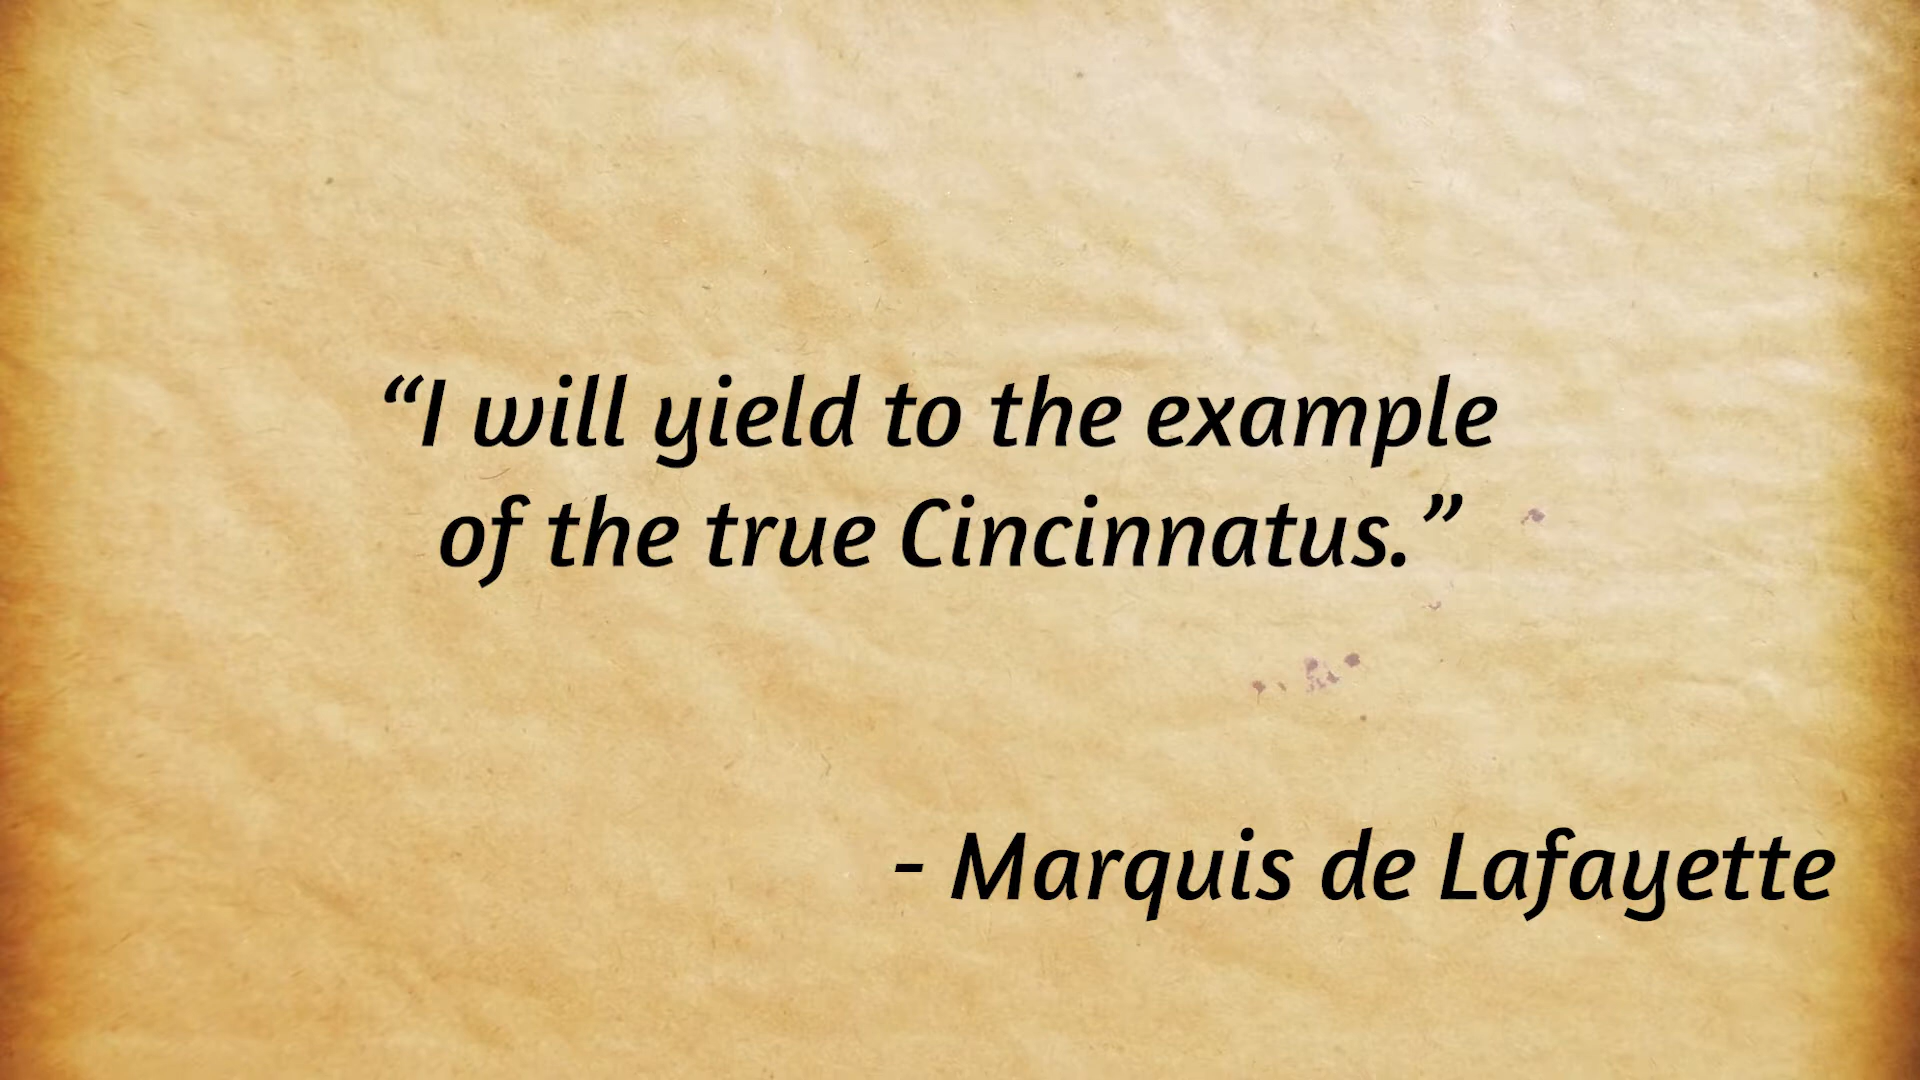 “I will yield to the example
of the true Cincinnatus.”
- Marquis de Lafayette